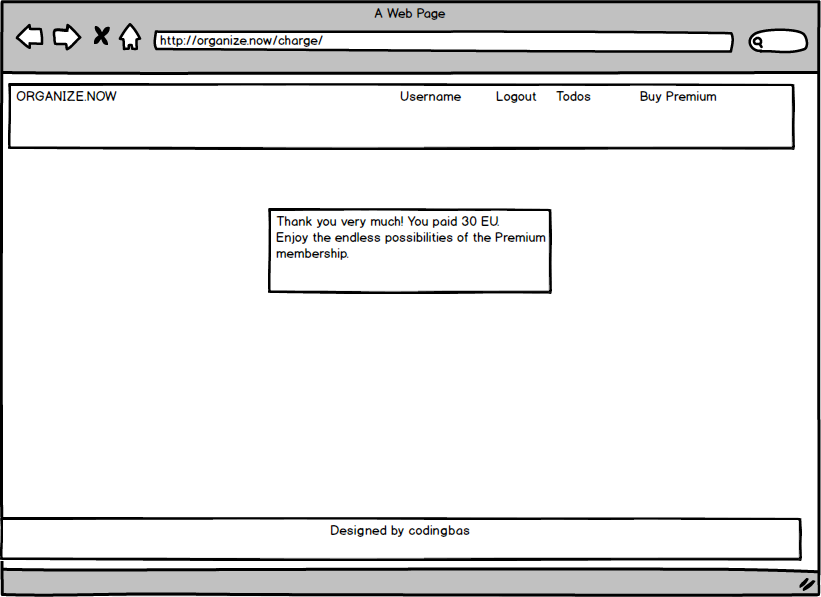 A Web Page
http://organize.now/charge/
ORGANIZE.NOW Username Logout Todos Buy Premium
Thank you very much! You paid 30 EU.
Enjoy the endless possibilities of the Premium
membership.
Designed by codingbas